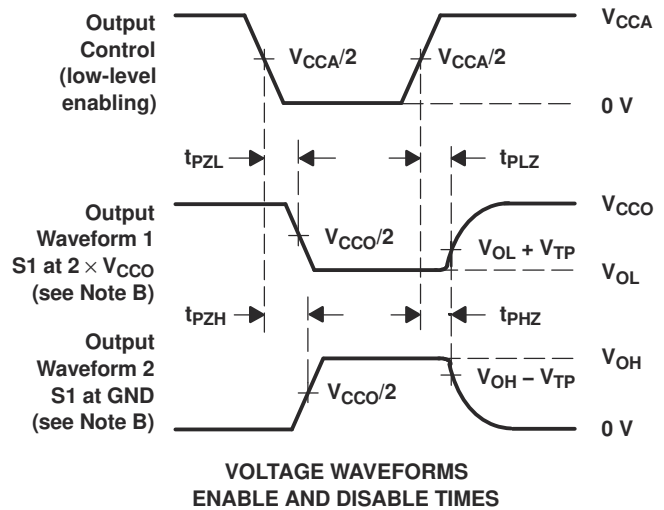 Output
Control
(low-level
enabling)
V_CCA/2
V_CCA/2
V_CCA
0 V
t_PZL
t_PLZ
Output
Waveform 1
S1 at 2 × V_CCO
(see Note B)
V_CCO/2
V_CCO
V_OL + V_TP
V_OL
t_PZH
t_PHZ
Output
Waveform 2
S1 at GND
(see Note B)
V_CCO/2
V_OH
V_OH − V_TP
0 V
VOLTAGE WAVEFORMS
ENABLE AND DISABLE TIMES